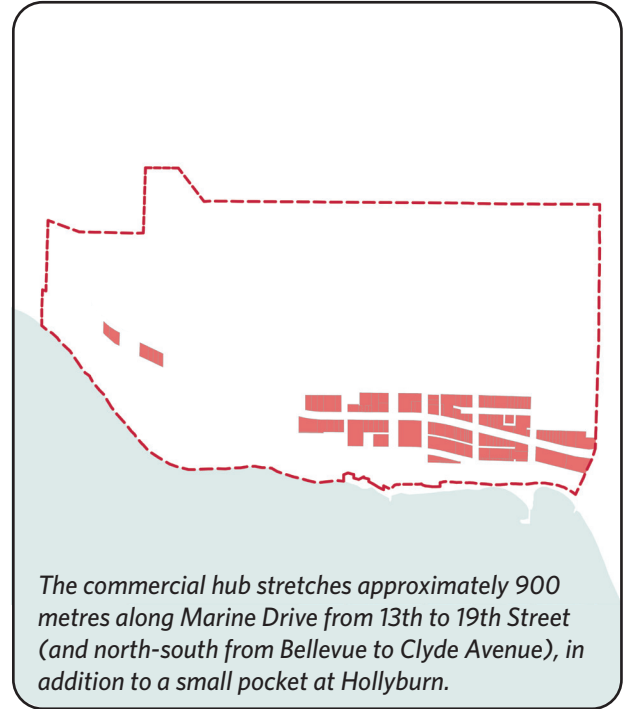 The commercial hub stretches approximately 900
metres along Marine Drive from 13th to 19th Street
(and north-south from Bellevue to Clyde Avenue), in
addition to a small pocket at Hollyburn.